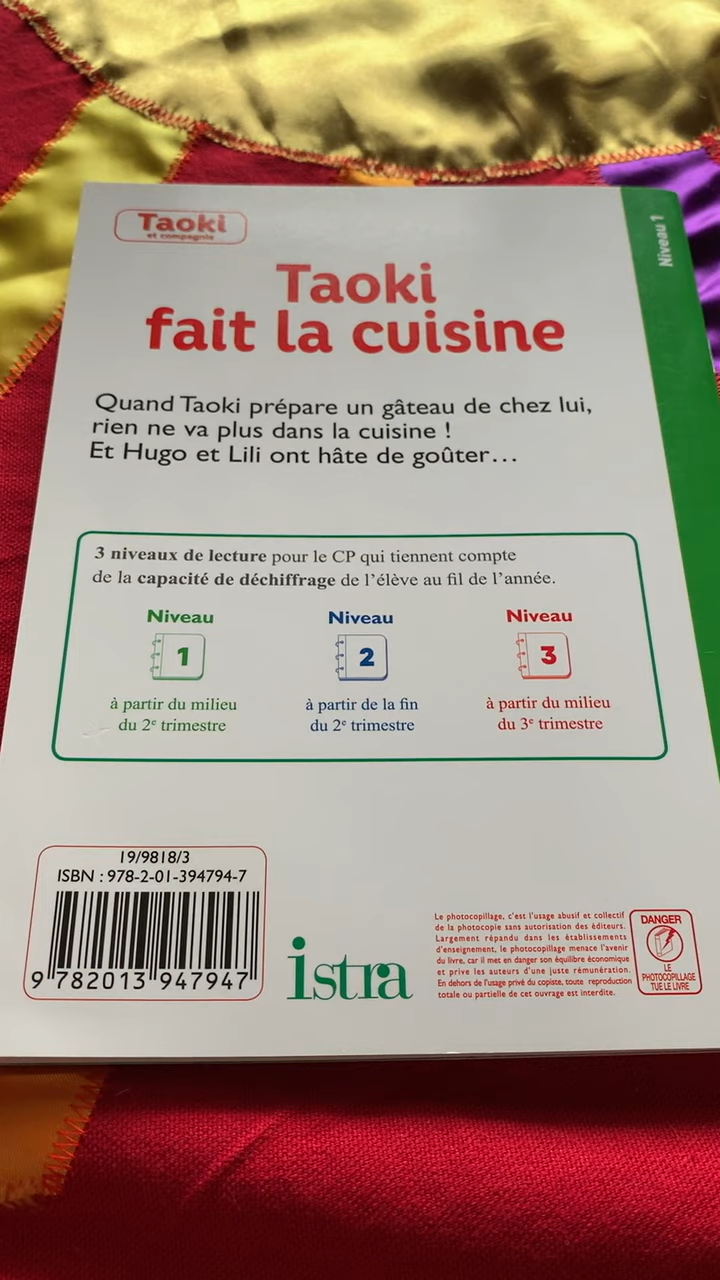 Taoki
et compagnie
Niveau 1
Taoki
fait la cuisine
Quand Taoki prépare un gâteau de chez lui,
rien ne va plus dans la cuisine !
Et Hugo et Lili ont hâte de goûter...
3 niveaux de lecture pour le CP qui tiennent compte
de la capacité de déchiffrage de l'élève au fil de l'année.
Niveau
1
à partir du milieu
du 2e trimestre
Niveau
2
à partir de la fin
du 2e trimestre
Niveau
3
à partir du milieu
du 3e trimestre
19/9818/3
ISBN : 978-2-01-394794-7
9 782013 947947
istra
Le photocopillage, c'est l'usage abusif et collectif
de la photocopie sans autorisation des éditeurs.
Largement répandu dans les établissements
d'enseignement, le photocopillage menace l'avenir
du livre, car il met en danger son équilibre économique
et prive les auteurs d'une juste rémunération.
En dehors de l'usage privé du copiste, toute reproduction
totale ou partielle de cet ouvrage est interdite.
DANGER
LE
PHOTOCOPILLAGE
TUE LE LIVRE